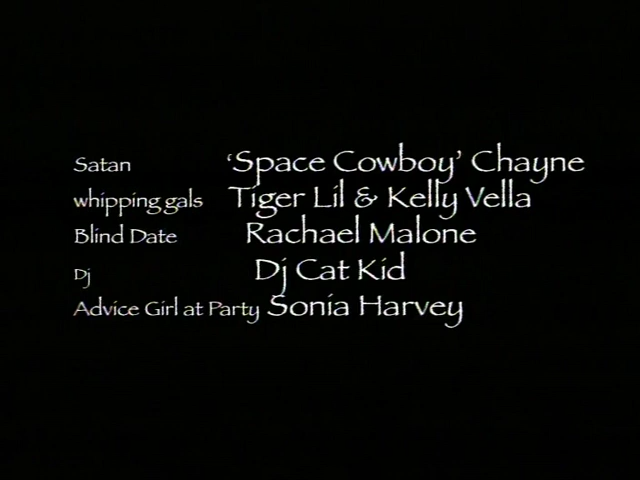 Satan 'Space Cowboy' Chayne
whipping gals Tiger Lil & Kelly Vella
Blind Date Rachael Malone
Dj Dj Cat Kid
Advice Girl at Party Sonia Harvey